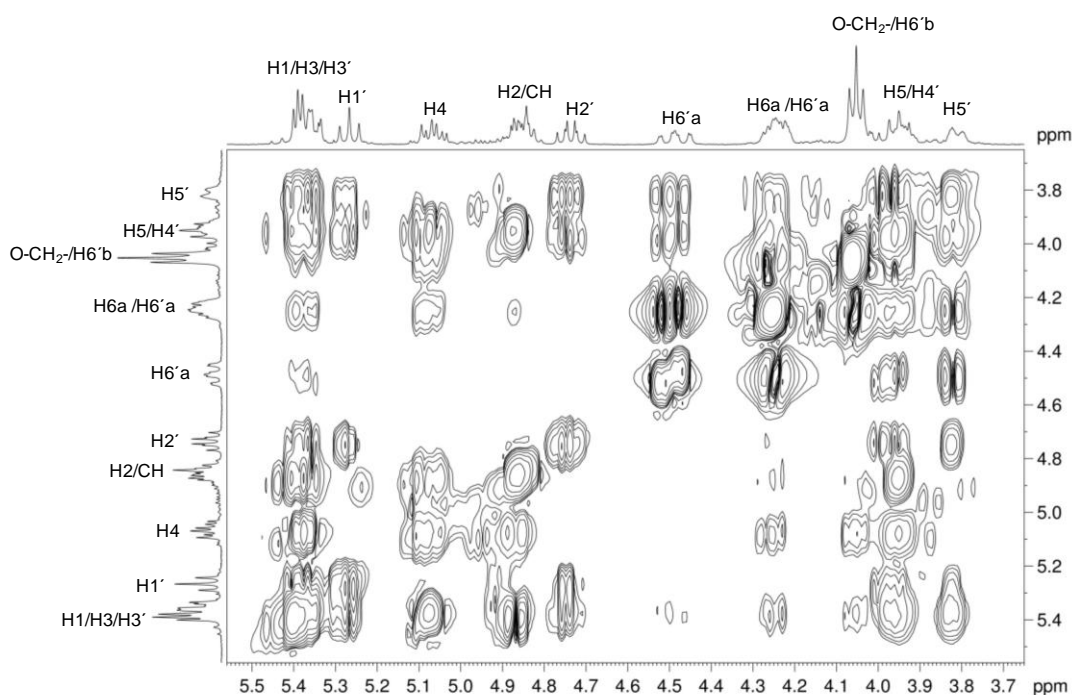 O-CH₂-/H6´b
H1/H3/H3´
H1´
H4
H2/CH
H2´
H6´a
H6a /H6´a
H5/H4´
H5´
ppm
H5´
H5/H4´
O-CH₂-/H6´b
H6a /H6´a
H6´a
H2´
H2/CH
H4
H1´
H1/H3/H3´
3.8
4.0
4.2
4.4
4.6
4.8
5.0
5.2
5.4
5.5 5.4 5.3 5.2 5.1 5.0 4.9 4.8 4.7 4.6 4.5 4.4 4.3 4.2 4.1 4.0 3.9 3.8 3.7 ppm